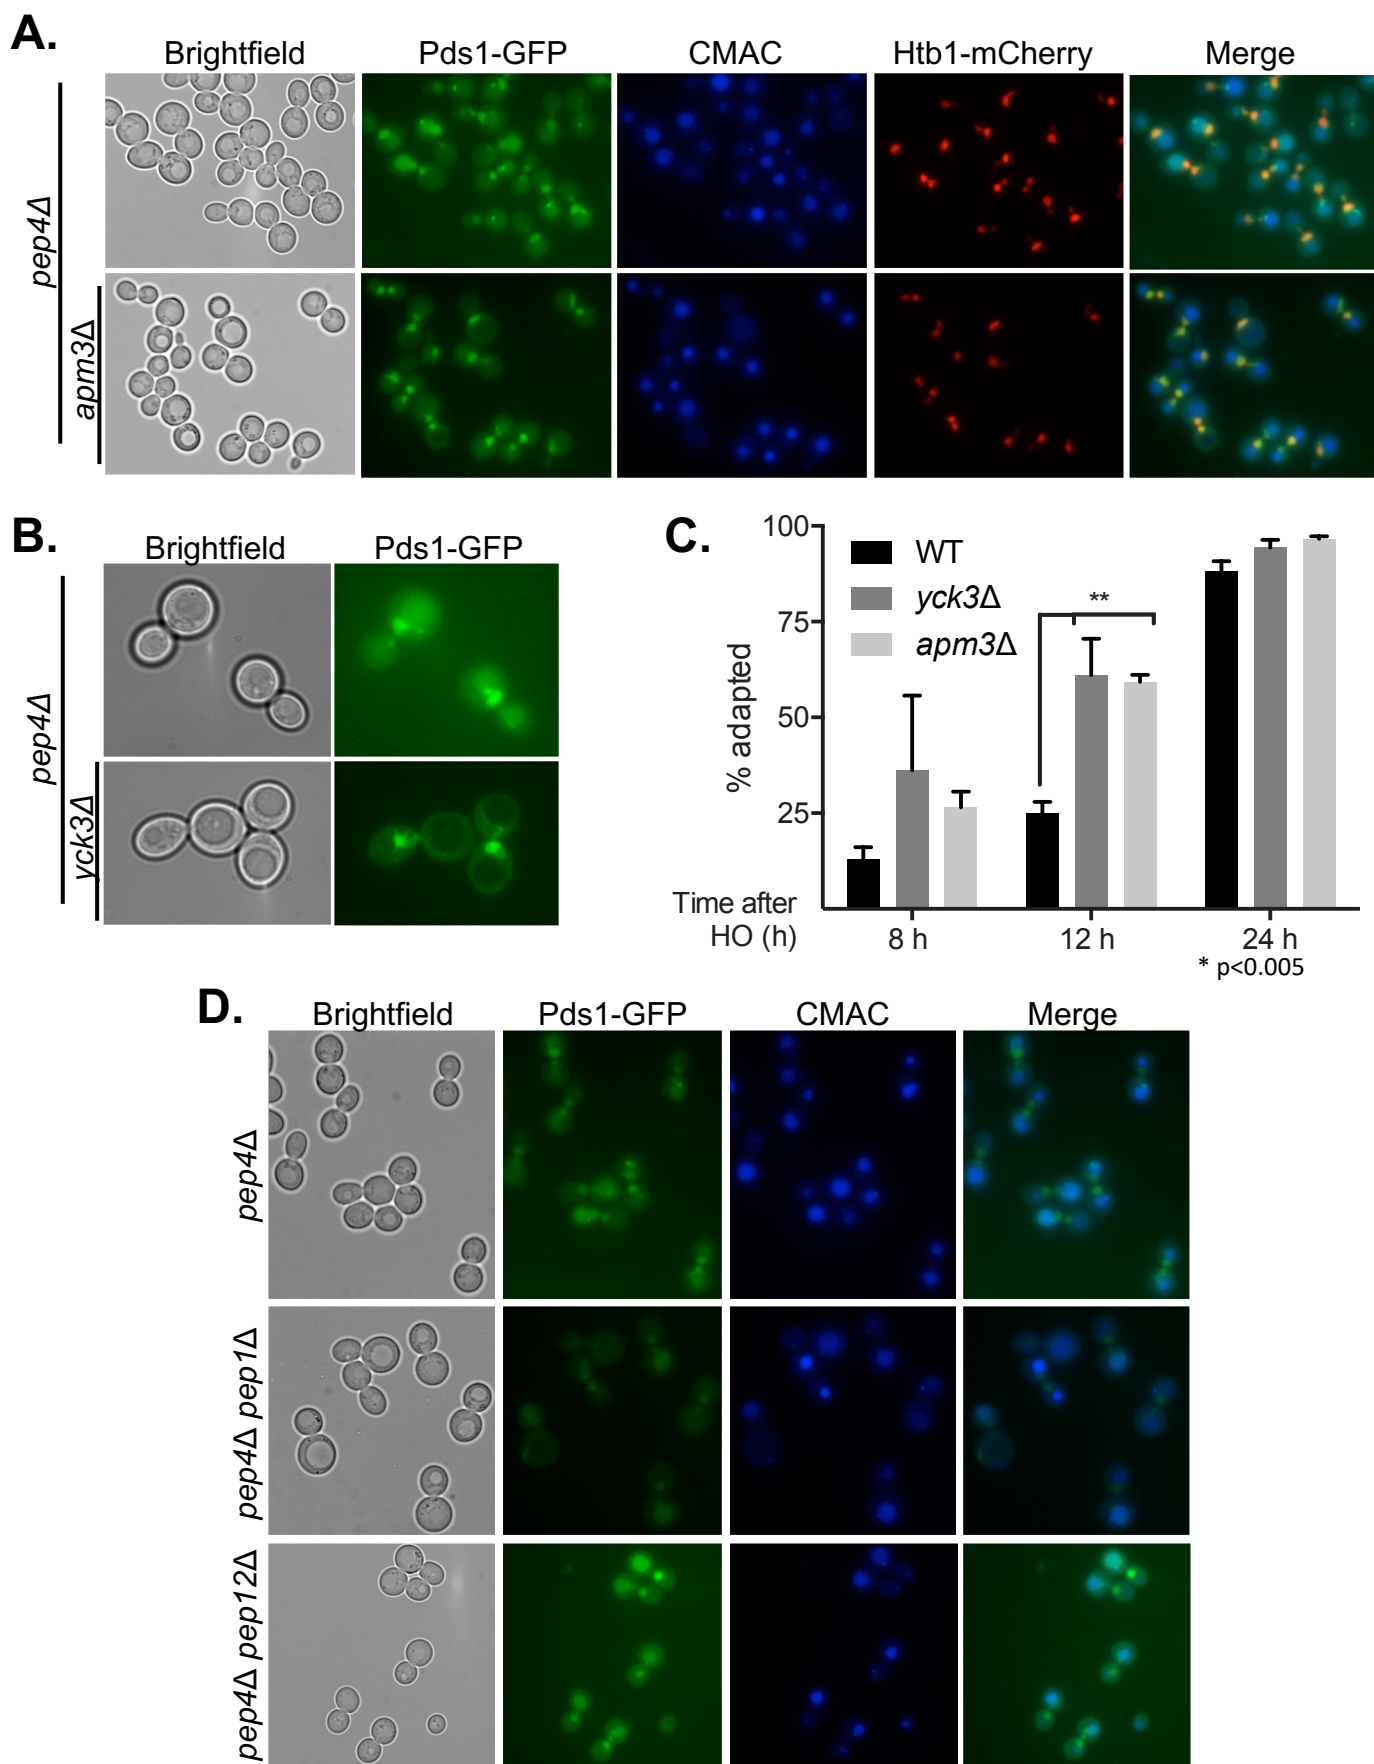 A.
Brightfield Pds1-GFP CMAC Htb1-mCherry Merge
pep4Δ
apm3Δ
B.
Brightfield Pds1-GFP
pep4Δ
yck3Δ
C.
100
75
50
25
% adapted
WT
yck3Δ
apm3Δ
**
Time after
HO (h)
8 h 12 h 24 h
* p<0.005
D.
Brightfield Pds1-GFP CMAC Merge
pep4Δ
pep4Δ pep1Δ
pep4Δ pep12Δ